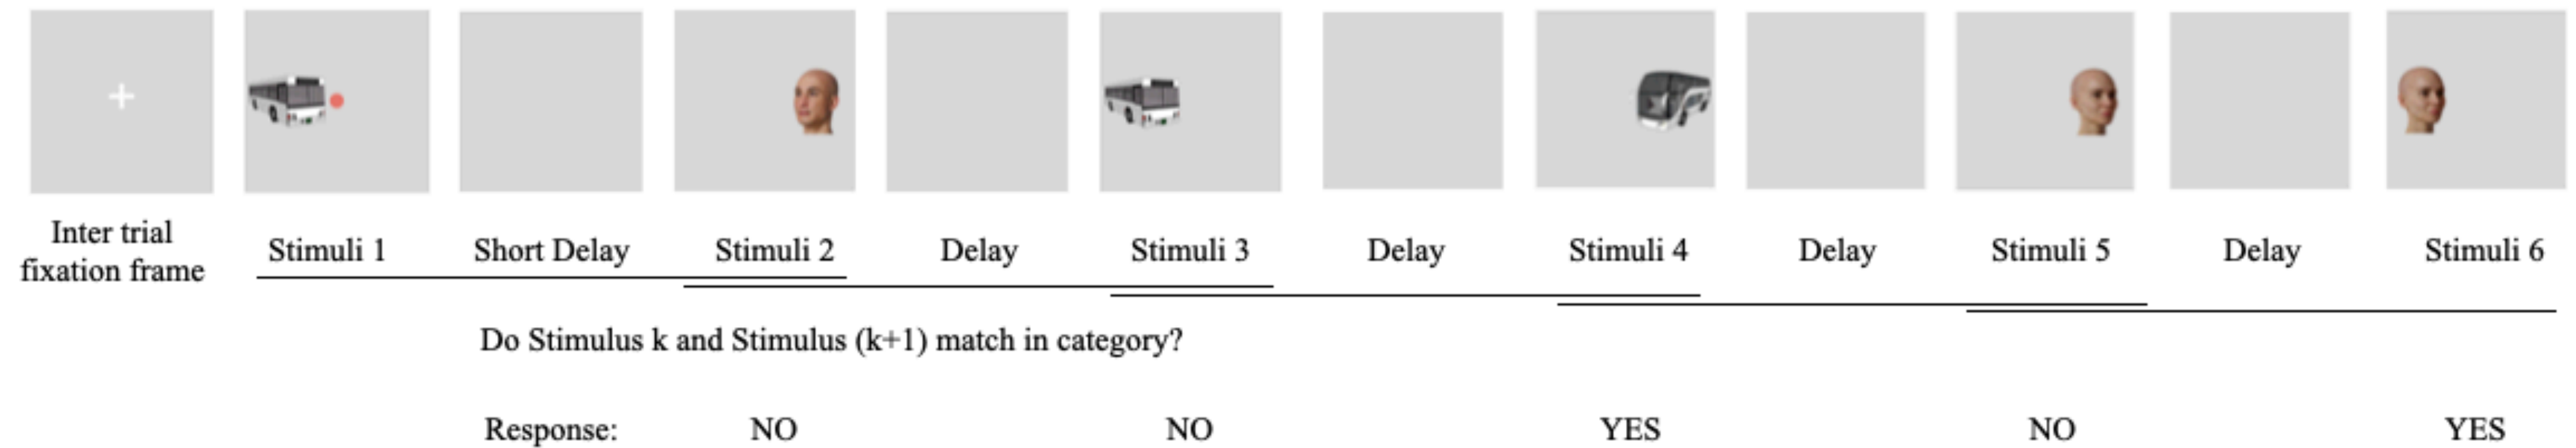 Inter trial
fixation frame
Stimuli 1
Short Delay
Stimuli 2
Delay
Stimuli 3
Delay
Stimuli 4
Delay
Stimuli 5
Delay
Stimuli 6
Do Stimulus k and Stimulus (k+1) match in category?
Response: NO NO YES NO YES